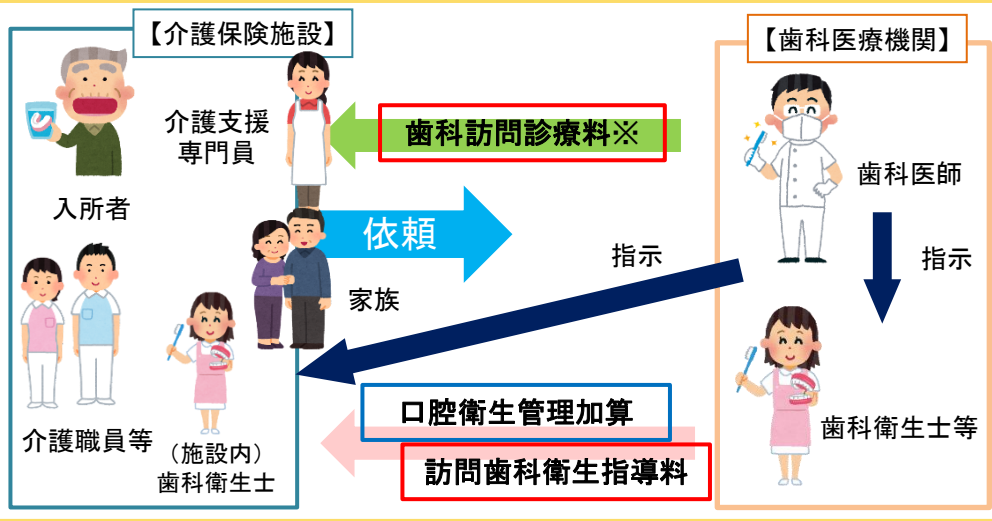 【介護保険施設】
【歯科医療機関】
介護支援
専門員
歯科訪問診療料※
歯科医師
入所者
依頼
指示
指示
家族
口腔衛生管理加算
介護職員等
（施設内）
歯科衛生士
訪問歯科衛生指導料
歯科衛生士等